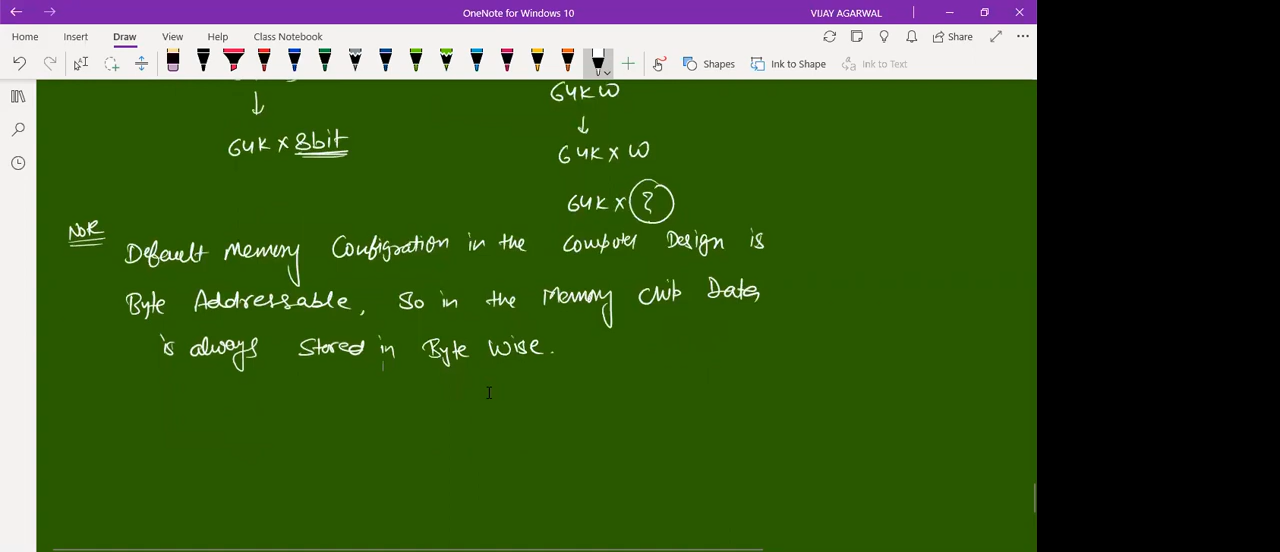 OneNote for Windows 10
VIJAY AGARWAL
Home Insert Draw View Help Class Notebook
Share
Shapes Ink to Shape Ink to Text
64KW
↓ ↓
64K × 8bit
64K × W
64K × ?
Note
Default Memory Configration in the Computer Design is
Byte Addressable, So in the Memory Chip Data
is always Stored in Byte Wise.